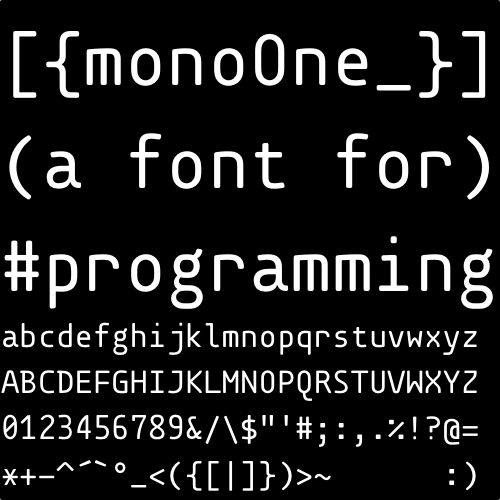 [{monoOne_}]
(a font for)
#programming
abcdefghijklmnopqrstuvwxyz
ABCDEFGHIJKLMNOPQRSTUVWXYZ
0123456789&/\$"'#;:,.٪!?@=
*+-^´`°_<({[|]})>~ :)